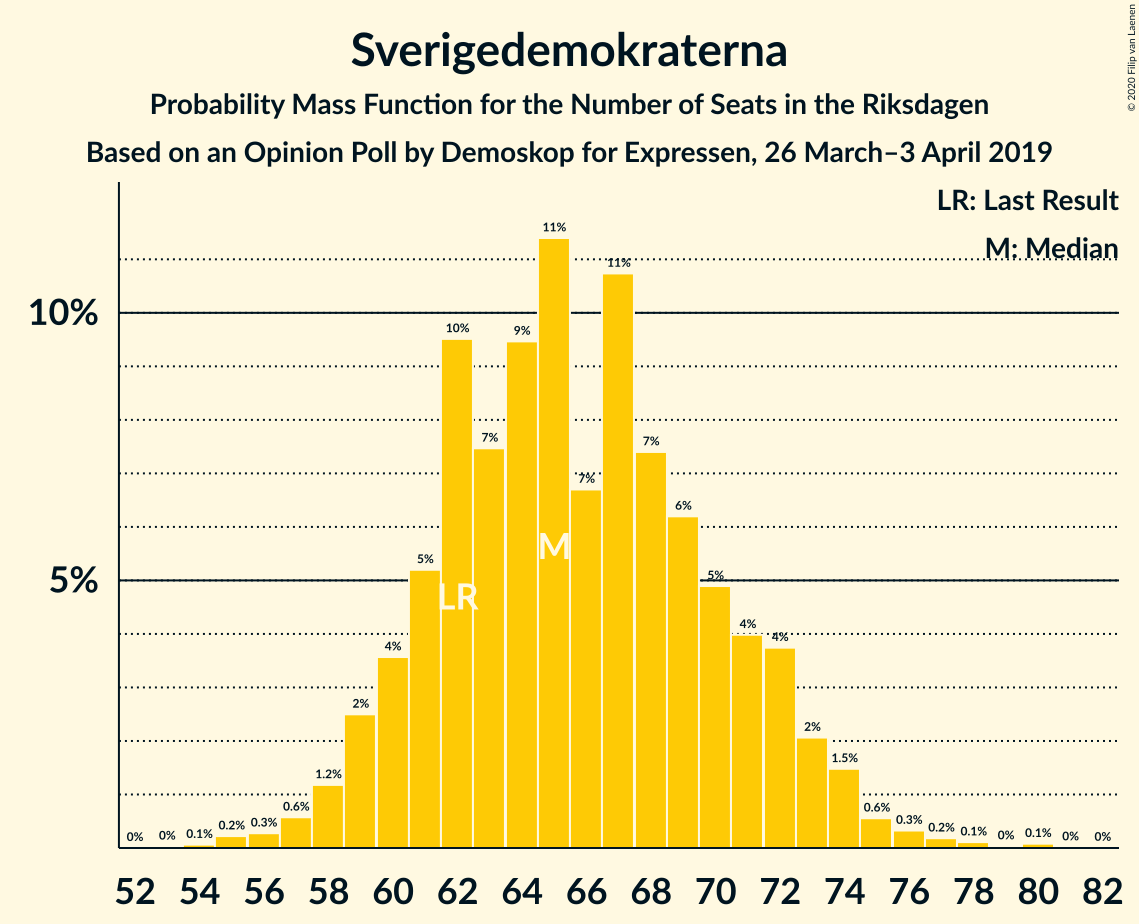 Sverigedemokraterna
Probability Mass Function for the Number of Seats in the Riksdagen
Based on an Opinion Poll by Demoskop for Expressen, 26 March–3 April 2019
© 2020 Filip van Laenen
LR: Last Result
M: Median
10%
5%
0% 0% 0.1% 0.2% 0.3% 0.6% 1.2% 2% 4% 5% 10% 7% 9% 11% 7% 11% 7% 6% 5% 4% 4% 2% 1.5% 0.6% 0.3% 0.2% 0.1% 0% 0.1% 0% 0%
LR
M
52 54 56 58 60 62 64 66 68 70 72 74 76 78 80 82